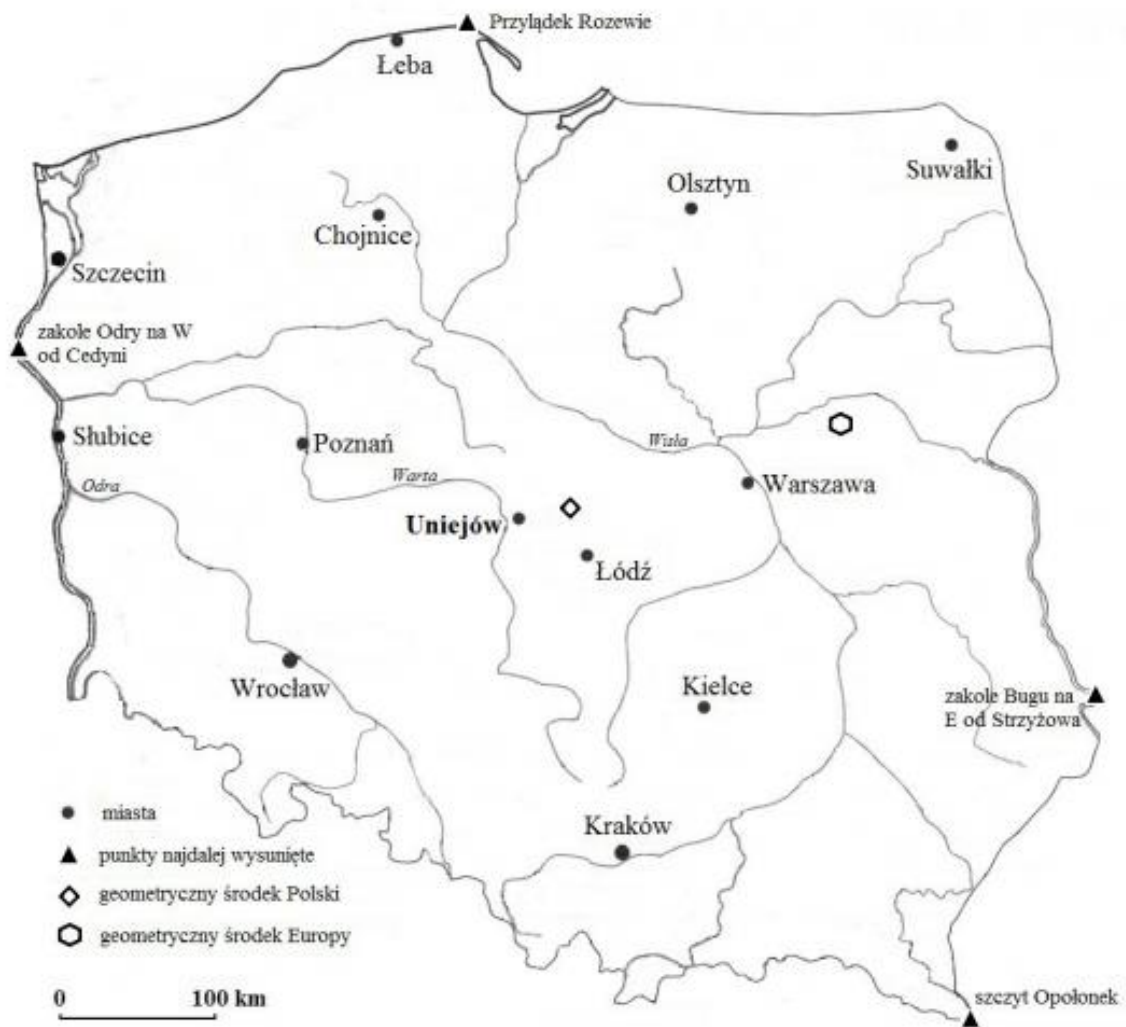 Przylądek Rozewie
Łeba
Suwałki
Olsztyn
Chojnice
Szczecin
zakole Odry na W
od Cedyni
Słubice
Poznań
Wisła
Warszawa
Odra
Warta
Uniejów
Łódź
Wrocław
Kielce
zakole Bugu na
E od Strzyżowa
miasta
Kraków
punkty najdalej wysunięte
geometryczny środek Polski
geometryczny środek Europy
0 100 km
szczyt Opołonek